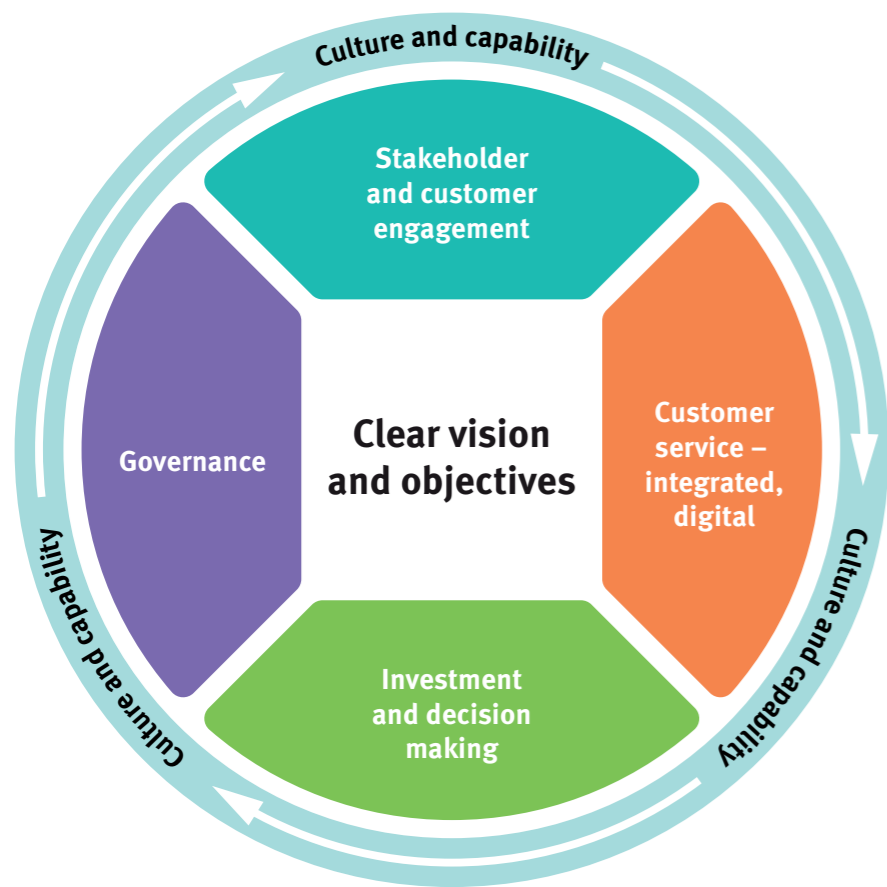 Culture and capability
Stakeholder
and customer
engagement
Governance
Clear vision
and objectives
Customer
service –
integrated,
digital
Investment
and decision
making
Culture and capability
Culture and capability